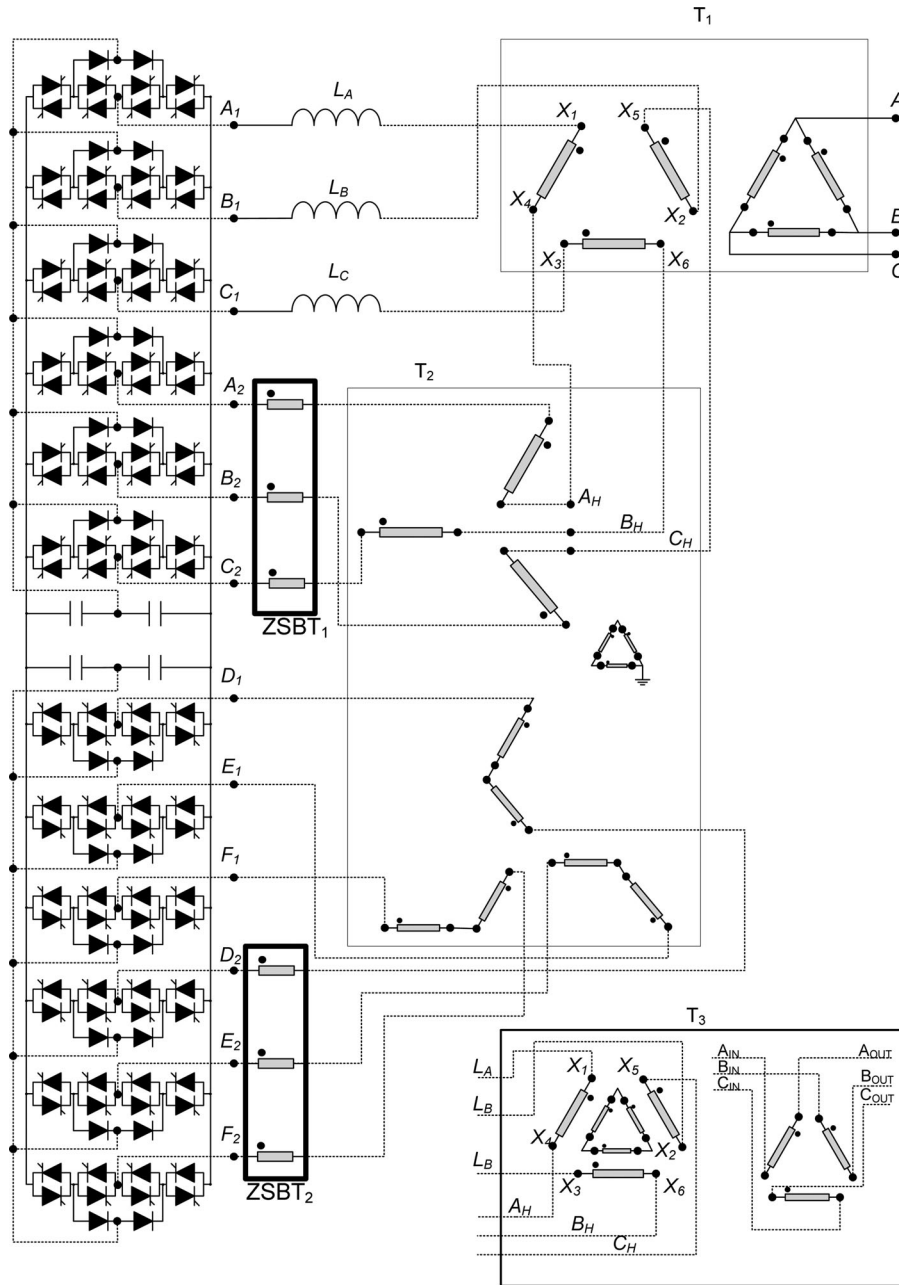 T1
A
LA
A1
X1
X5
LB
B1
X4
X2
B
LC
X3
X6
C
C1
T2
A2
AH
B2
BH
CH
C2
ZSBT1
D1
E1
F1
D2
T3
LA
X1
X5
AIN
AOUT
BIN
BOUT
E2
LB
CIN
COUT
X4
X2
F2
LB
X3
X6
ZSBT2
AH
BH
CH